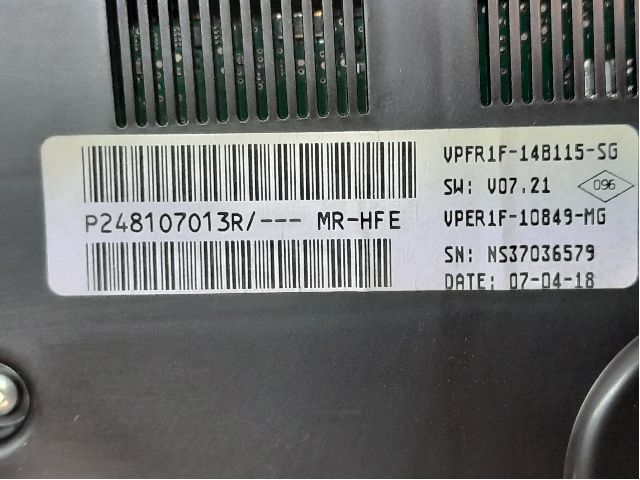 VPFR1F-14B115-SG
SW: V07.21
096
P248107013R/--- MR-HFE
VPER1F-10849-MG
SN: NS37036579
DATE: 07-04-18